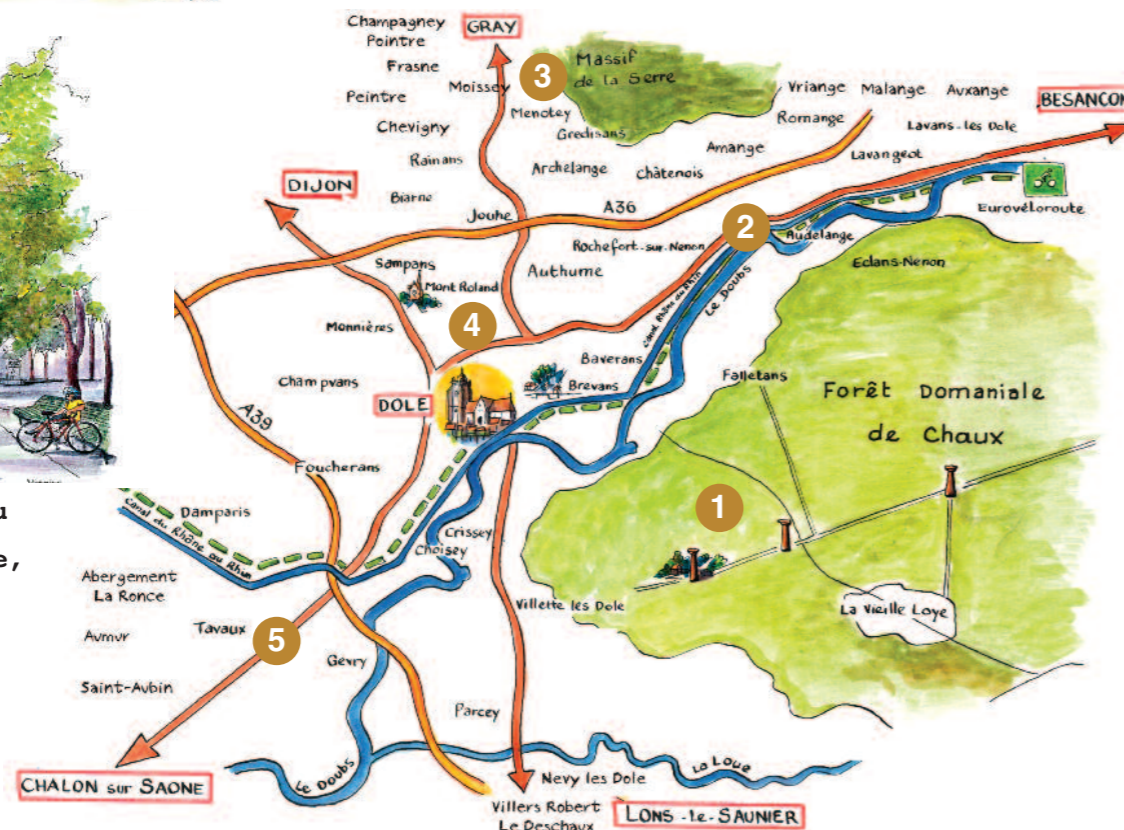 Champagney
Pointre
GRAY
Frasne
Moissey
3
Massif
de la Serre
Peintre
Menotey
Vriange Malange Auxange
Romange
BESANCON
Chevigny
Gredisans
Lavans-les Dole
Amange
Rainans
Archelange
Châtenois
Lavangeot
DIJON
Biarne
Jouhe
A36
2
Eurovéloroute
Rochefort-sur-Nenon
Audelange
Sampans
Authume
Eclans-Nenon
Mont Roland
Le Doubs
Canal Rhône au Rhin
Monnières
4
Baverans
Falletans
Champvans
Brevans
Forêt Domaniale
de Chaux
DOLE
A39
Foucherans
1
u
e,
Damparis
Canal du Rhône au Rhin
Crissey
Choisey
Abergement
La Ronce
Villette les Dole
La Vieille Loye
Tavaux
5
Gevry
Saint-Aubin
Parcey
Le Doubs
La Loue
CHALON sur SAONE
Nevy les Dole
Villers Robert
Le Deschaux
LONS-le-SAUNIER